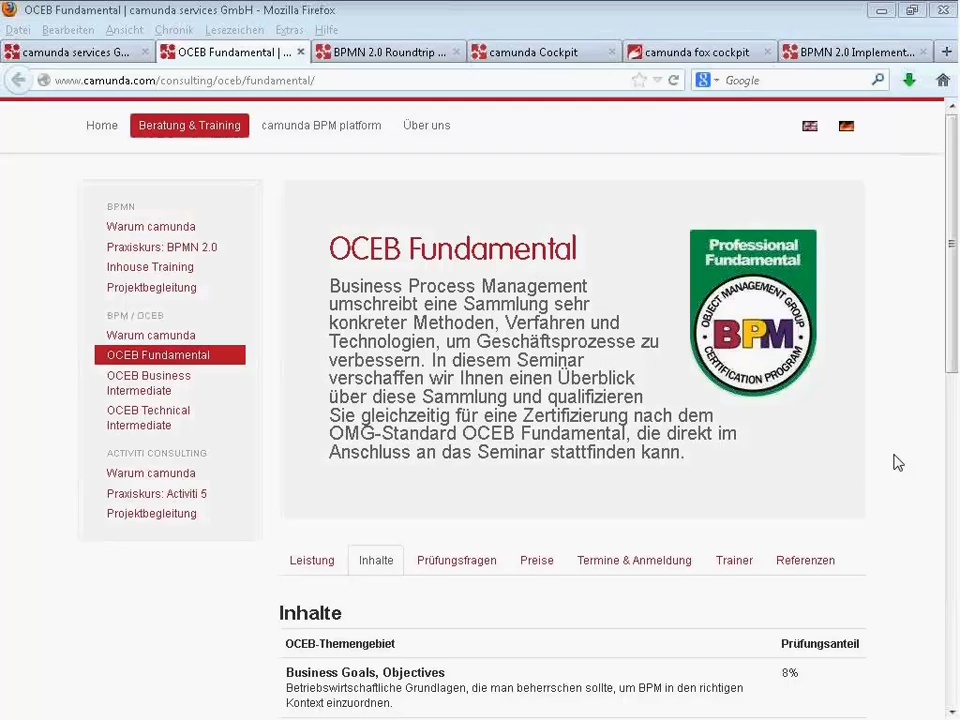 OCEB Fundamental | camunda services GmbH - Mozilla Firefox
Datei Bearbeiten Ansicht Chronik Lesezeichen Extras Hilfe
camunda services G... OCEB Fundamental | ... BPMN 2.0 Roundtrip ... camunda Cockpit camunda fox cockpit BPMN 2.0 Implement...
www.camunda.com/consulting/oceb/fundamental/
Google
Home Beratung & Training camunda BPM platform Über uns
BPMN
Warum camunda
Praxiskurs: BPMN 2.0
Inhouse Training
Projektbegleitung
BPM / OCEB
Warum camunda
OCEB Fundamental
OCEB Business
Intermediate
OCEB Technical
Intermediate
ACTIVITI CONSULTING
Warum camunda
Praxiskurs: Activiti 5
Projektbegleitung
OCEB Fundamental
Business Process Management
umschreibt eine Sammlung sehr
konkreter Methoden, Verfahren und
Technologien, um Geschäftsprozesse zu
verbessern. In diesem Seminar
verschaffen wir Ihnen einen Überblick
über diese Sammlung und qualifizieren
Sie gleichzeitig für eine Zertifizierung nach dem
OMG-Standard OCEB Fundamental, die direkt im
Anschluss an das Seminar stattfinden kann.
Professional
Fundamental
OBJECT MANAGEMENT GROUP
BPM
CERTIFICATION PROGRAM
Leistung Inhalte Prüfungsfragen Preise Termine & Anmeldung Trainer Referenzen
Inhalte
OCEB-Themengebiet Prüfungsanteil
Business Goals, Objectives 8%
Betriebswirtschaftliche Grundlagen, die man beherrschen sollte, um BPM in den richtigen
Kontext einzuordnen.